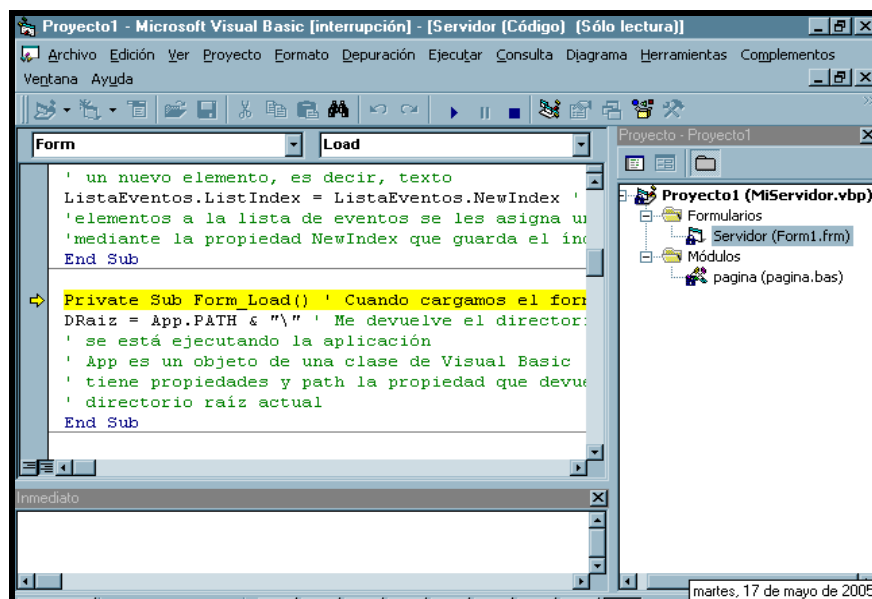 Proyecto1 - Microsoft Visual Basic [interrupción] - [Servidor (Código) (Sólo lectura)]
Archivo Edición Ver Proyecto Formato Depuración Ejecutar Consulta Diagrama Herramientas Complementos
Ventana Ayuda
Form Load
' un nuevo elemento, es decir, texto
ListaEventos.ListIndex = ListaEventos.NewIndex '
'elementos a la lista de eventos se les asigna
'mediante la propiedad NewIndex que guarda el
End Sub
Private Sub Form_Load() ' Cuando cargamos el
DRaiz = App.PATH & "\" ' Me devuelve el
' se está ejecutando la aplicación
' App es un objeto de una clase de Visual Basic
' tiene propiedades y path la propiedad que
' directorio raíz actual
End Sub
Inmediato
Proyecto - Proyecto1
Proyecto1 (MiServidor.vbp)
Formularios
Servidor (Form1.frm)
Módulos
pagina (pagina.bas)
martes, 17 de mayo de 2005